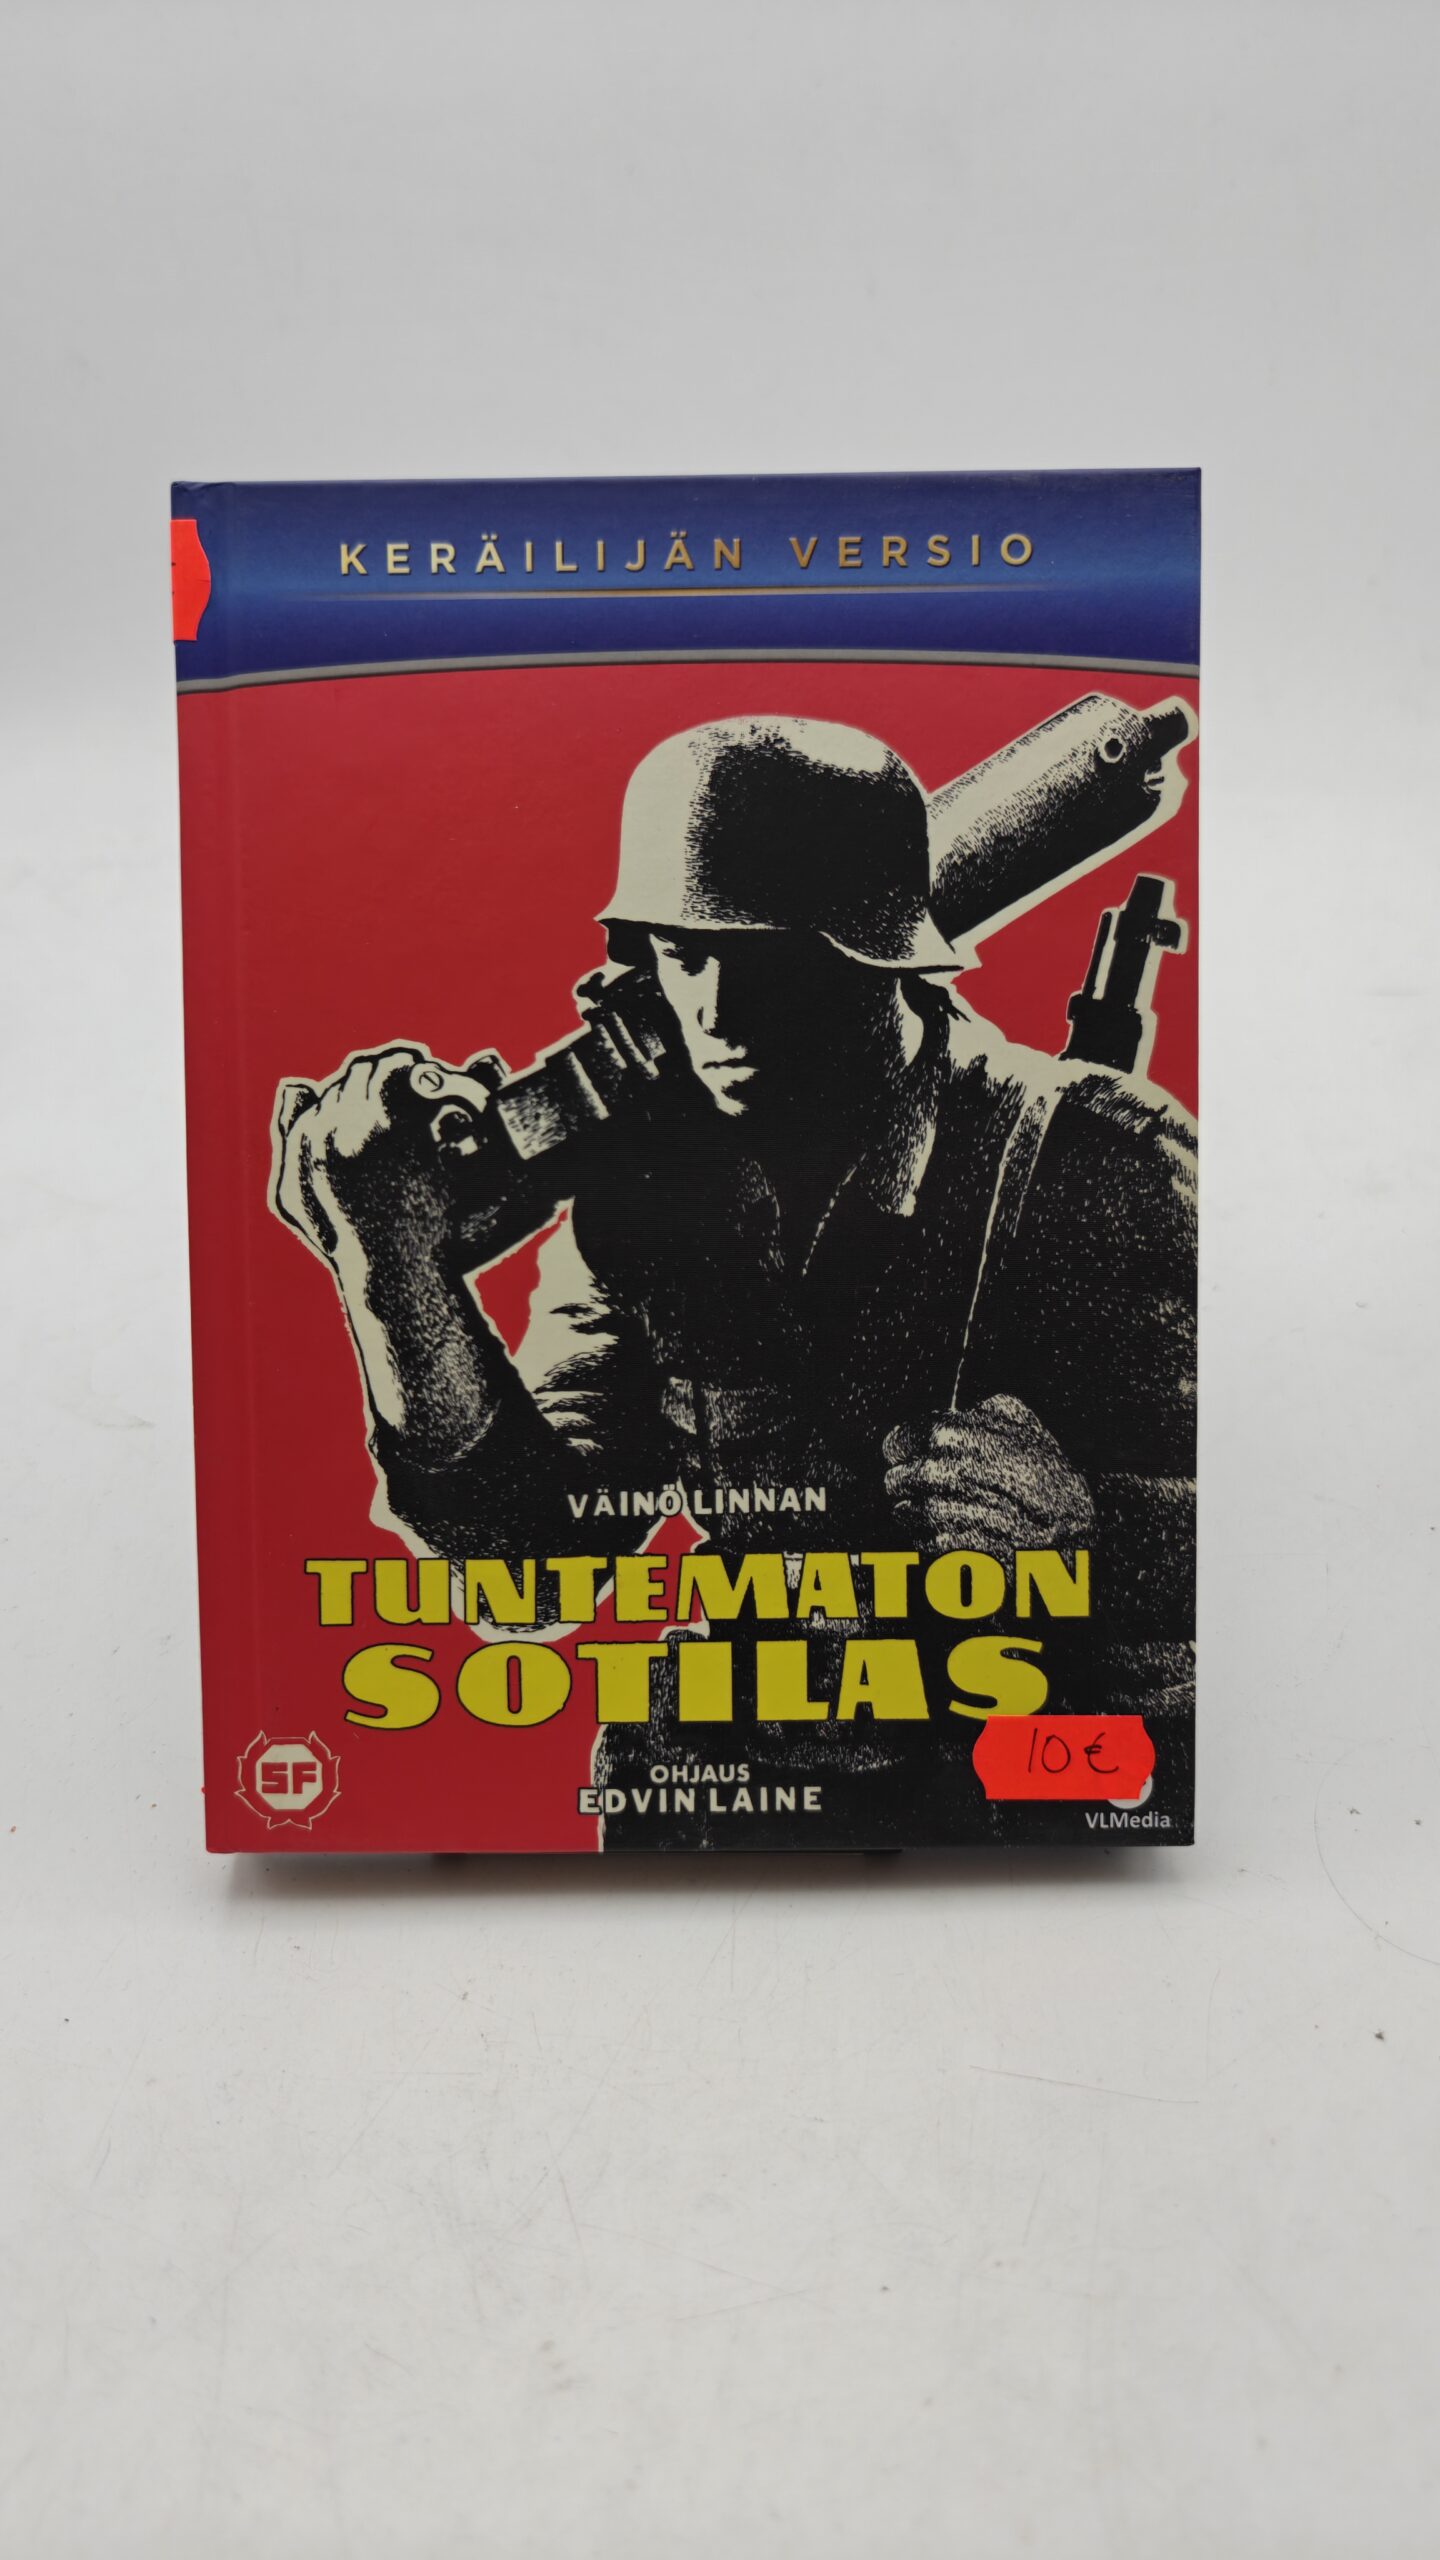 KERÄILIJÄN VERSIO
VÄINÖ LINNAN
TUNTEMATON
SOTILAS
OHJAUS
EDVIN LAINE
SF
10€
VLMedia